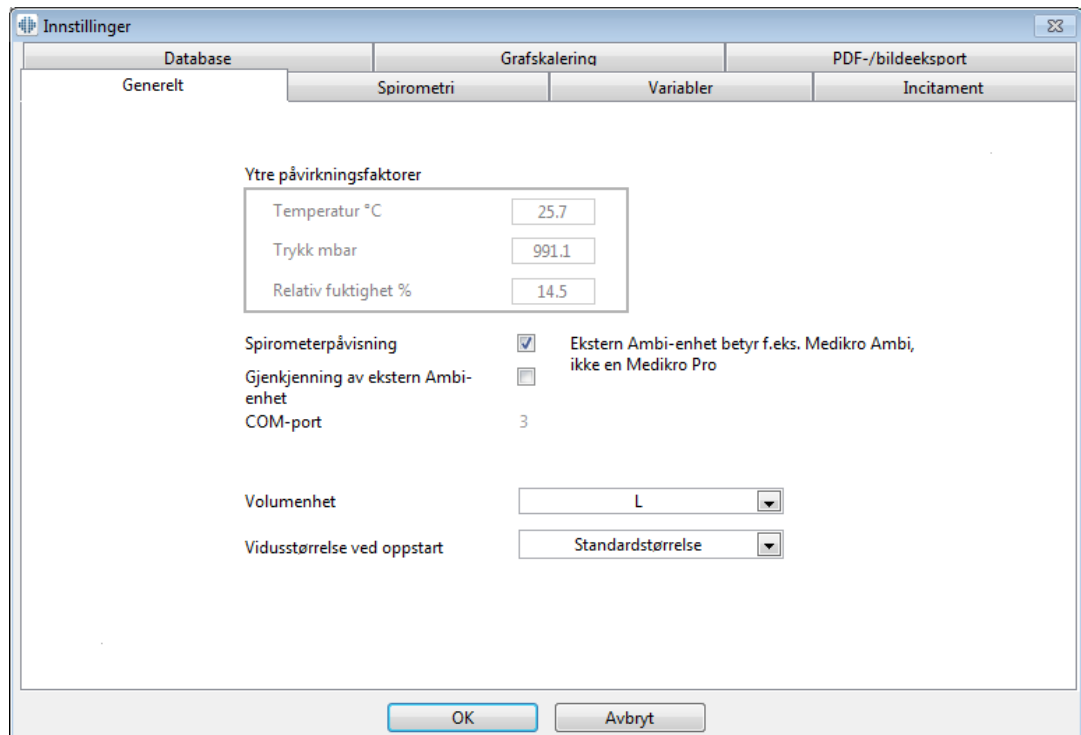 Innstillinger
Database
Grafskalering
PDF-/bildeeksport
Generelt
Spirometri
Variabler
Incitament
Ytre påvirkningsfaktorer
Temperatur °C
25.7
Trykk mbar
991.1
Relativ fuktighet %
14.5
Spirometerpåvisning
Ekstern Ambi-enhet betyr f.eks. Medikro Ambi,
ikke en Medikro Pro
Gjenkjenning av ekstern Ambi-
enhet
COM-port
3
Volumenhet
L
Vidusstørrelse ved oppstart
Standardstørrelse
OK
Avbryt